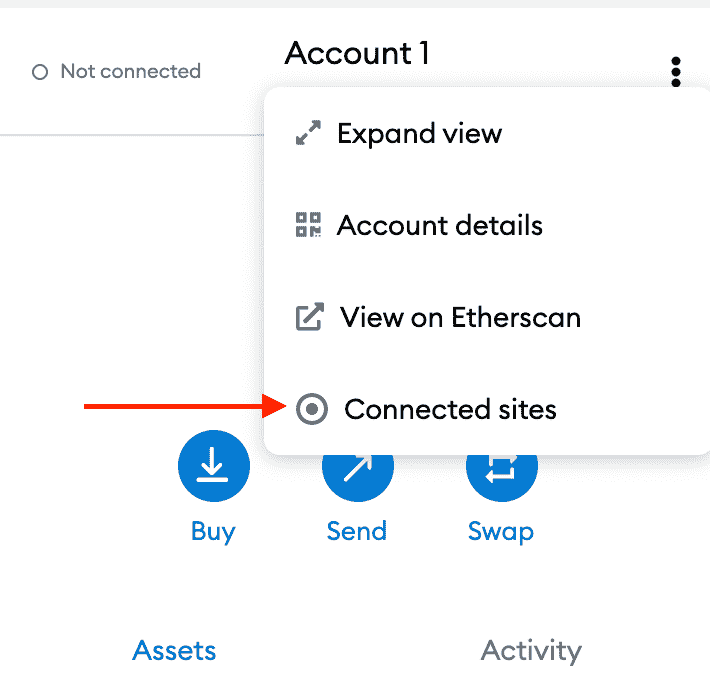 Not connected
Account 1
Expand view
Account details
View on Etherscan
Connected sites
Buy
Send
Swap
Assets
Activity